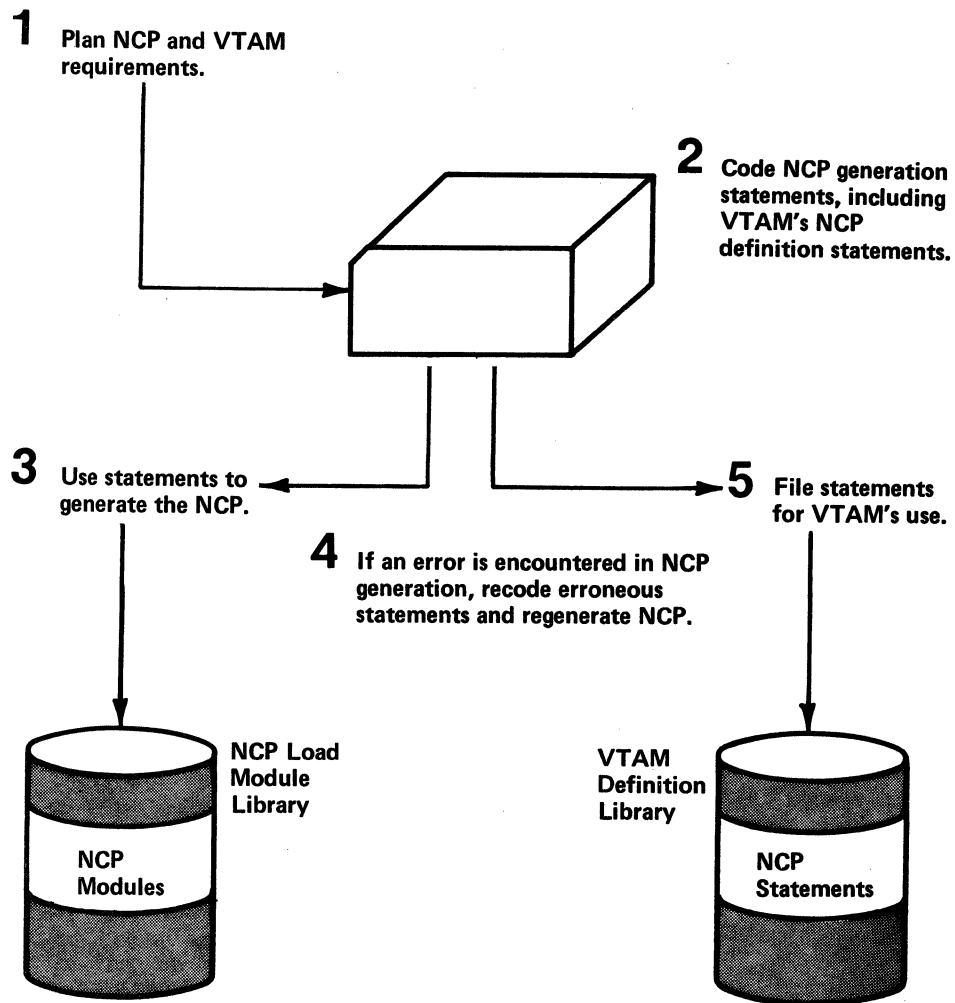 1
Plan NCP and VTAM
requirements.
2
Code NCP generation
statements, including
VTAM's NCP
definition statements.
3
Use statements to
generate the NCP.
4
If an error is encountered in NCP
generation, recode erroneous
statements and regenerate NCP.
5
File statements
for VTAM's use.
NCP Load
Module
Library
NCP
Modules
VTAM
Definition
Library
NCP
Statements